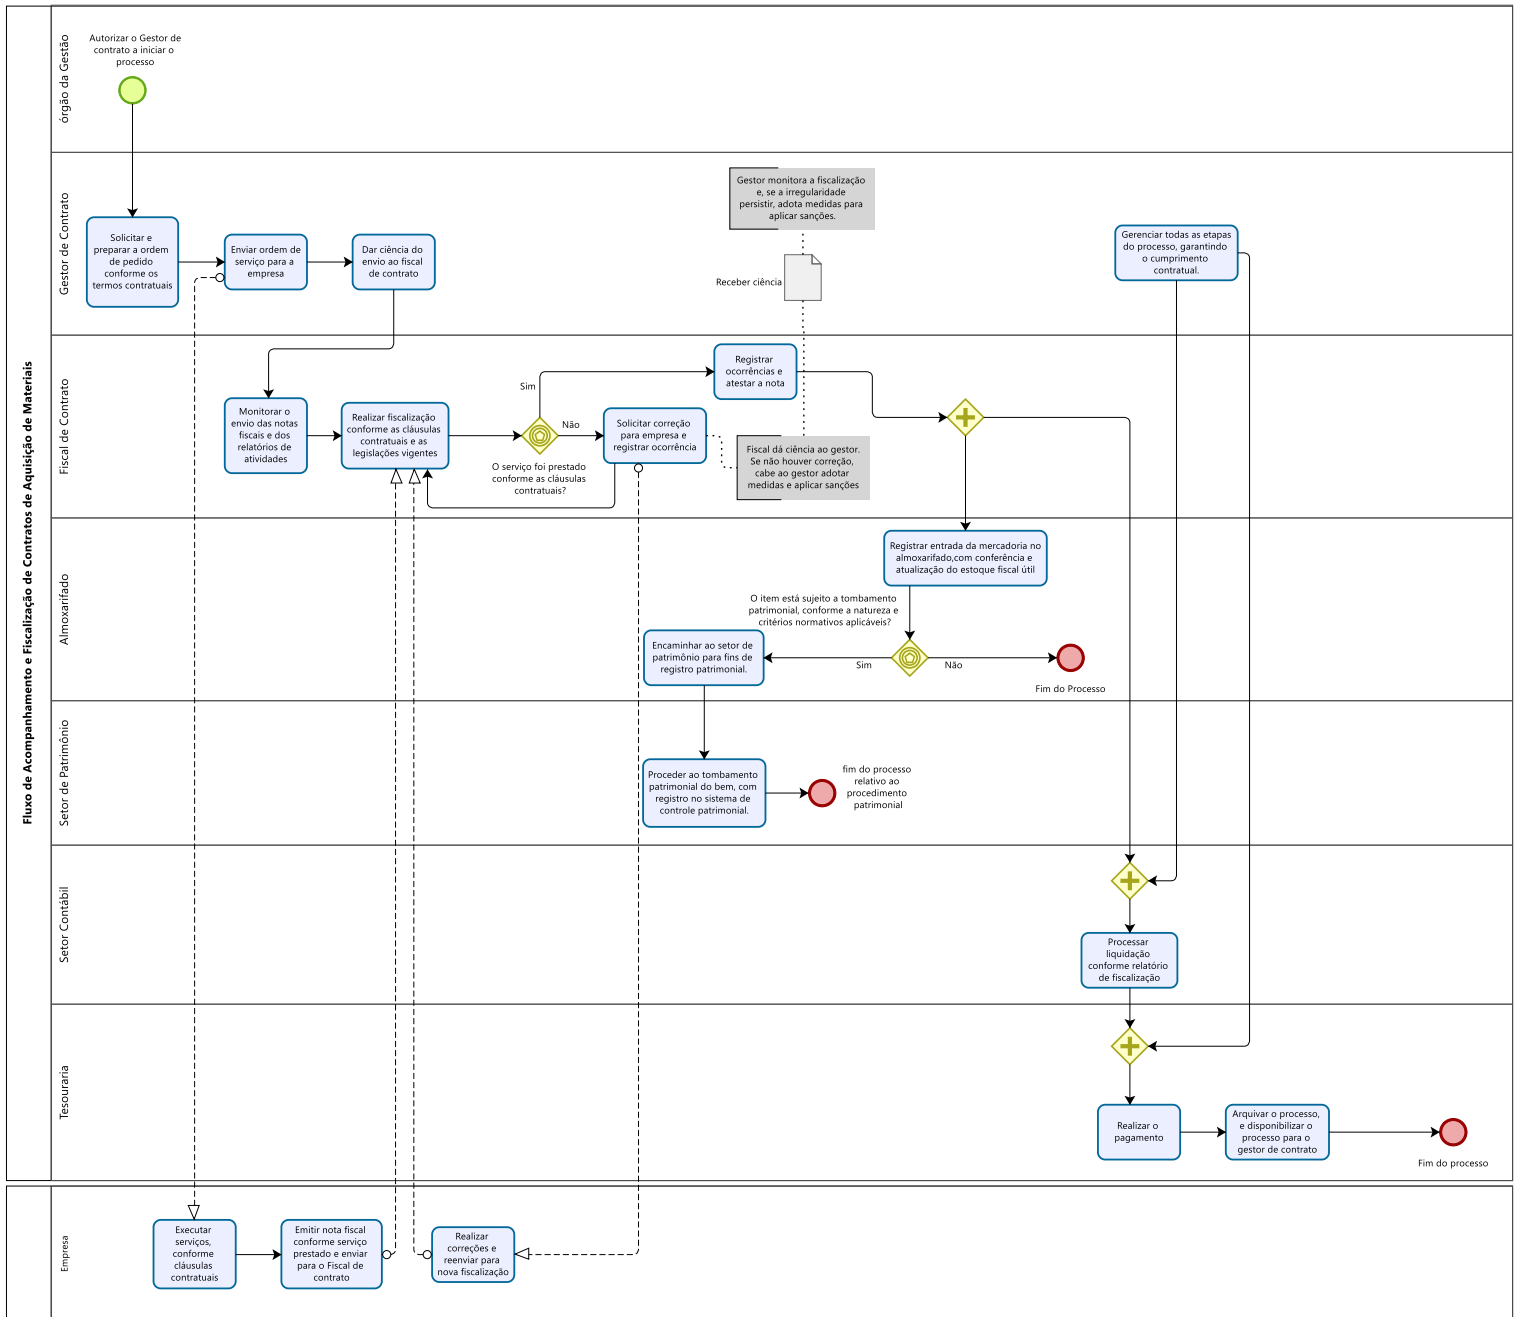 Fluxo de Acompanhamento e Fiscalização de Contratos de Aquisição de Materiais
órgão da Gestão
Autorizar o Gestor de
contrato a iniciar o
processo
Gestor de Contrato
Solicitar e
preparar a ordem
de pedido
conforme os
termos contratuais
Enviar ordem de
serviço para a
empresa
Dar ciência do
envio ao fiscal
de contrato
Gestor monitora a fiscalização
e, se a irregularidade
persistir, adota medidas para
aplicar sanções.
Receber ciência
Gerenciar todas as etapas
do processo, garantindo
o cumprimento
contratual.
Fiscal de Contrato
Monitorar o
envio das notas
fiscais e dos
relatórios de
atividades
Realizar fiscalização
conforme as cláusulas
contratuais e as
legislações vigentes
Sim
Não
O serviço foi prestado
conforme as cláusulas
contratuais?
Registrar
ocorrências e
atestar a nota
Solicitar correção
para empresa e
registrar ocorrência
Fiscal dá ciência ao gestor.
Se não houver correção,
cabe ao gestor adotar
medidas e aplicar sanções
Almoxarifado
Registrar entrada da mercadoria no
almoxarifado,com conferência e
atualização do estoque fiscal útil
O item está sujeito a tombamento
patrimonial, conforme a natureza e
critérios normativos aplicáveis?
Encaminhar ao setor de
patrimônio para fins de
registro patrimonial.
Sim
Não
Fim do Processo
Setor de Patrimônio
Proceder ao tombamento
patrimonial do bem, com
registro no sistema de
controle patrimonial.
fim do processo
relativo ao
procedimento
patrimonial
Setor Contábil
Processar
liquidação
conforme relatório
de fiscalização
Tesouraria
Realizar o
pagamento
Arquivar o processo,
e disponibilizar o
processo para o
gestor de contrato
Fim do processo
Empresa
Executar
serviços,
conforme
cláusulas
contratuais
Emitir nota fiscal
conforme serviço
prestado e enviar
para o Fiscal de
contrato
Realizar
correções e
reenviar para
nova fiscalização